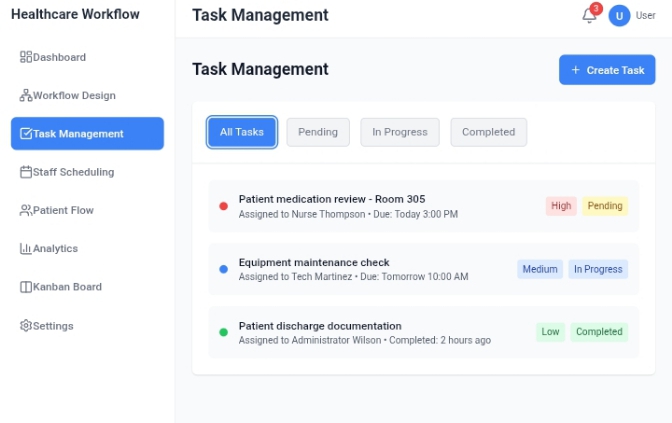 Healthcare Workflow
Dashboard
Workflow Design
Task Management
Staff Scheduling
Patient Flow
Analytics
Kanban Board
Settings
Task Management
3
U
User
Task Management
+ Create Task
All Tasks
Pending
In Progress
Completed
Patient medication review - Room 305
Assigned to Nurse Thompson • Due: Today 3:00 PM
High
Pending
Equipment maintenance check
Assigned to Tech Martinez • Due: Tomorrow 10:00 AM
Medium
In Progress
Patient discharge documentation
Assigned to Administrator Wilson • Completed: 2 hours ago
Low
Completed